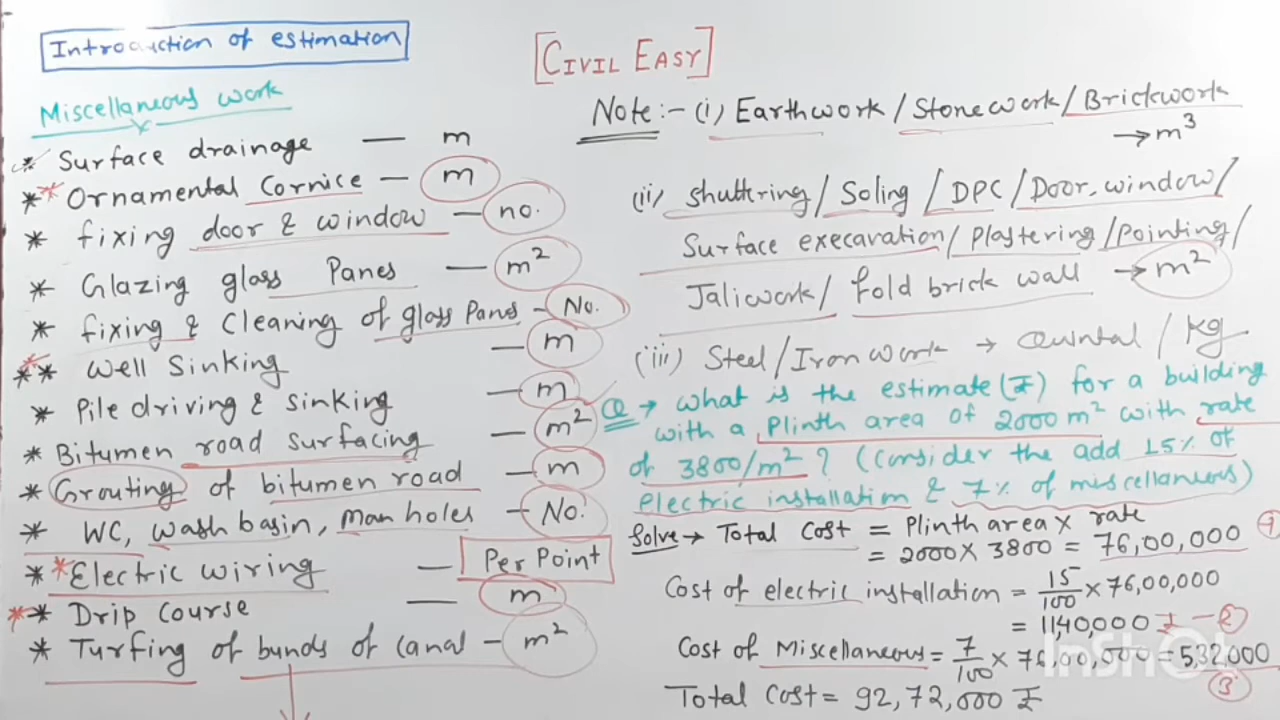 Introduction of estimation
[CIVIL EASY]
Miscellaneous work
* Surface drainage — m
** Ornamental Cornice — m
* fixing door & window — no.
* Glazing glass Panes — m²
* fixing & Cleaning of glass Panes — No.
** Well Sinking — m
* Pile driving & sinking — m
* Bitumen road surfacing — m²
* Grouting of bitumen road — m
* WC, wash basin, man holes — No.
** Electric wiring — Per Point
** Drip Course — m
* Turfing of bunds of canal — m²
Note:- (i) Earthwork / Stonework / Brickwork
→ m³
(ii) Shuttering / Soling / DPC / Door, window /
Surface execavation / Plastering / Pointing /
Jaliwork / fold brick wall → m²
(iii) Steel / Iron work → Quintal / Kg
Q → what is the estimate (₹) for a building
with a Plinth area of 2000 m² with rate
of 3800/m² ? (Consider the add 15% of
electric installation & 7% of miscellaneous)
Solve → Total Cost = Plinth area × rate
= 2000 × 3800 = 76,00,000 ①
Cost of electric installation = 15/100 × 76,00,000
= 11,40,000 ₹ — ②
Cost of Miscellaneous = 7/100 × 76,00,000 = 5,32,000
③
Total Cost = 92,72,000 ₹
InShot